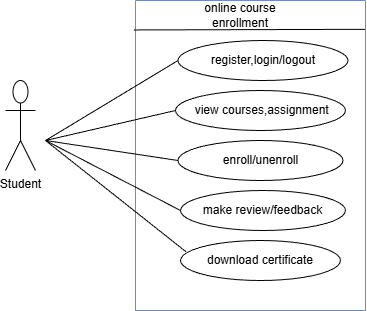 online course
enrollment
register,login/logout
view courses,assignment
enroll/unenroll
make review/feedback
download certificate
Student